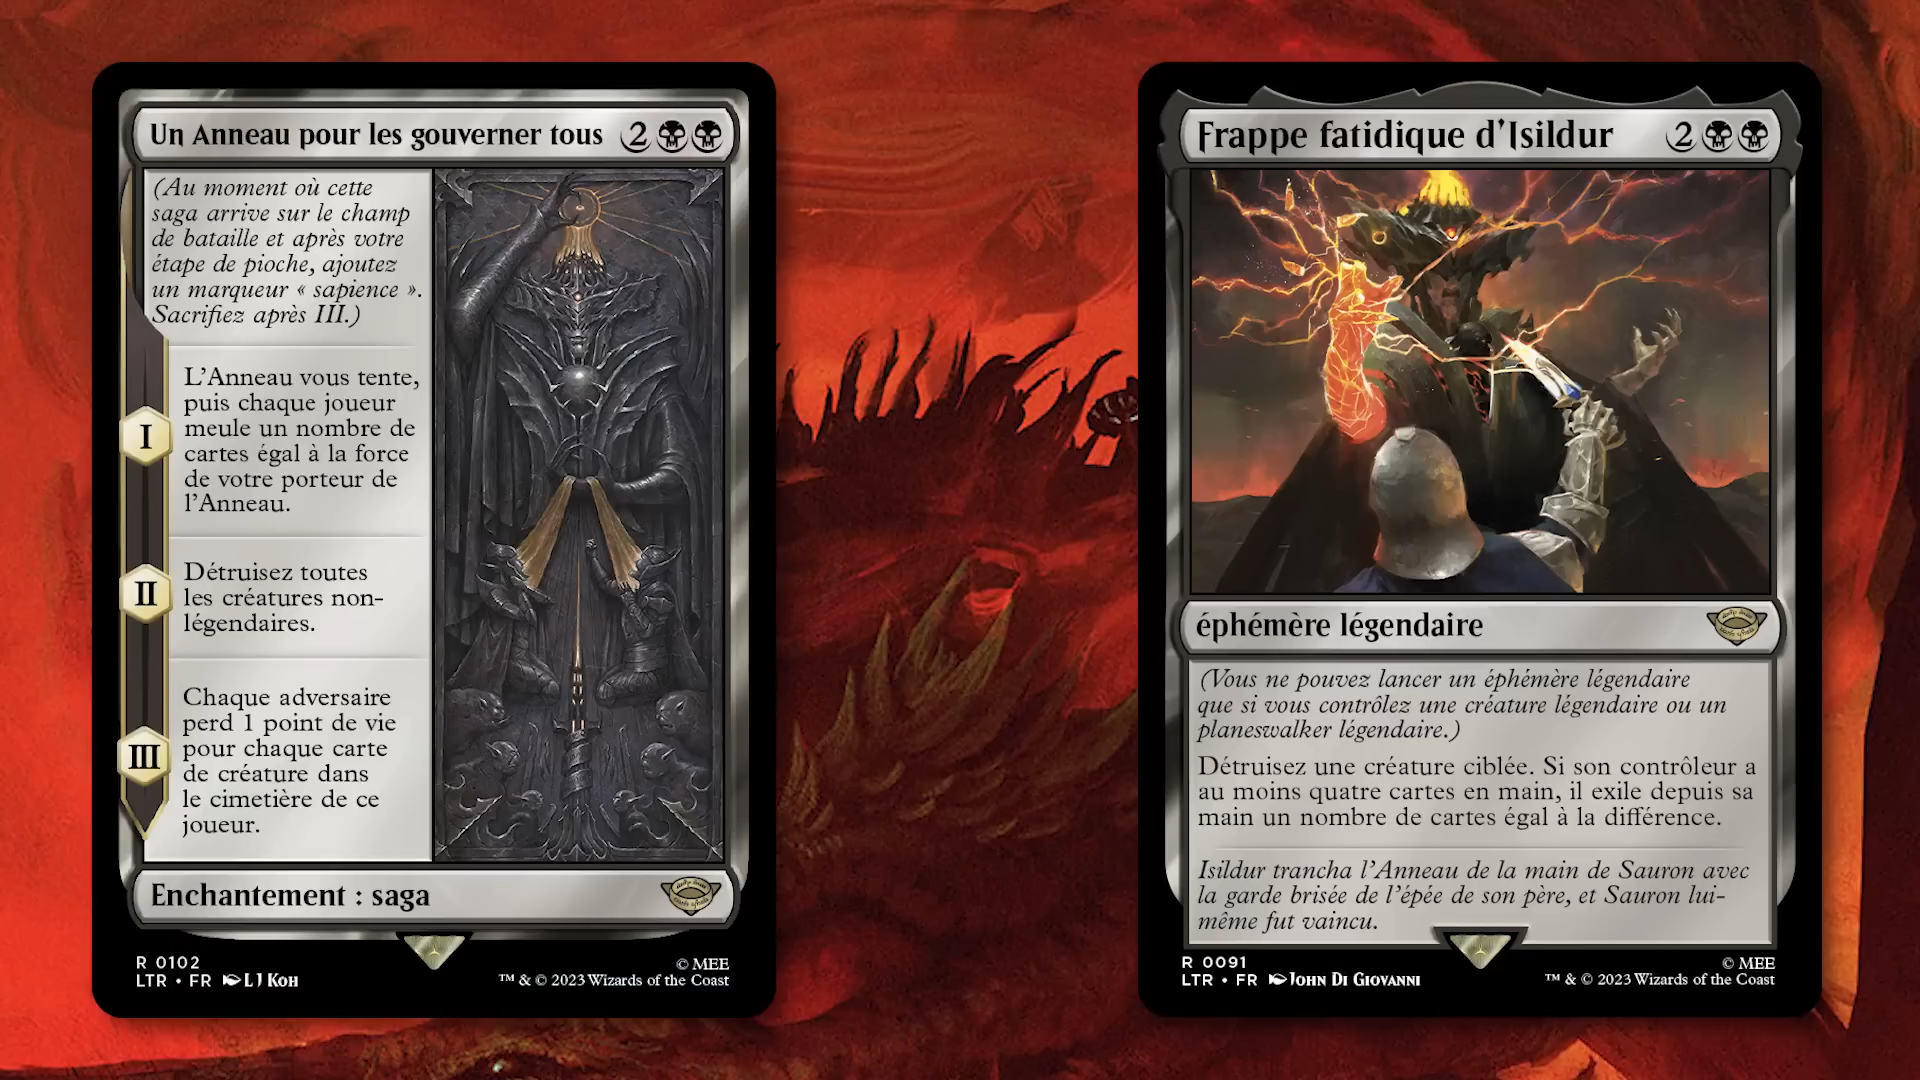 Un Anneau pour les gouverner tous 2
(Au moment où cette
saga arrive sur le champ
de bataille et après votre
étape de pioche, ajoutez
un marqueur « sapience ».
Sacrifiez après III.)
I
L'Anneau vous tente,
puis chaque joueur
meule un nombre de
cartes égal à la force
de votre porteur de
l'Anneau.
II
Détruisez toutes
les créatures non-
légendaires.
III
Chaque adversaire
perd 1 point de vie
pour chaque carte
de créature dans
le cimetière de ce
joueur.
Enchantement : saga
R 0102
LTR • FR LJ Koh
© MEE
™ & © 2023 Wizards of the Coast
Frappe fatidique d'Isildur 2
éphémère légendaire
(Vous ne pouvez lancer un éphémère légendaire
que si vous contrôlez une créature légendaire ou un
planeswalker légendaire.)
Détruisez une créature ciblée. Si son contrôleur a
au moins quatre cartes en main, il exile depuis sa
main un nombre de cartes égal à la différence.
Isildur trancha l'Anneau de la main de Sauron avec
la garde brisée de l'épée de son père, et Sauron lui-
même fut vaincu.
R 0091
LTR • FR John Di Giovanni
© MEE
™ & © 2023 Wizards of the Coast